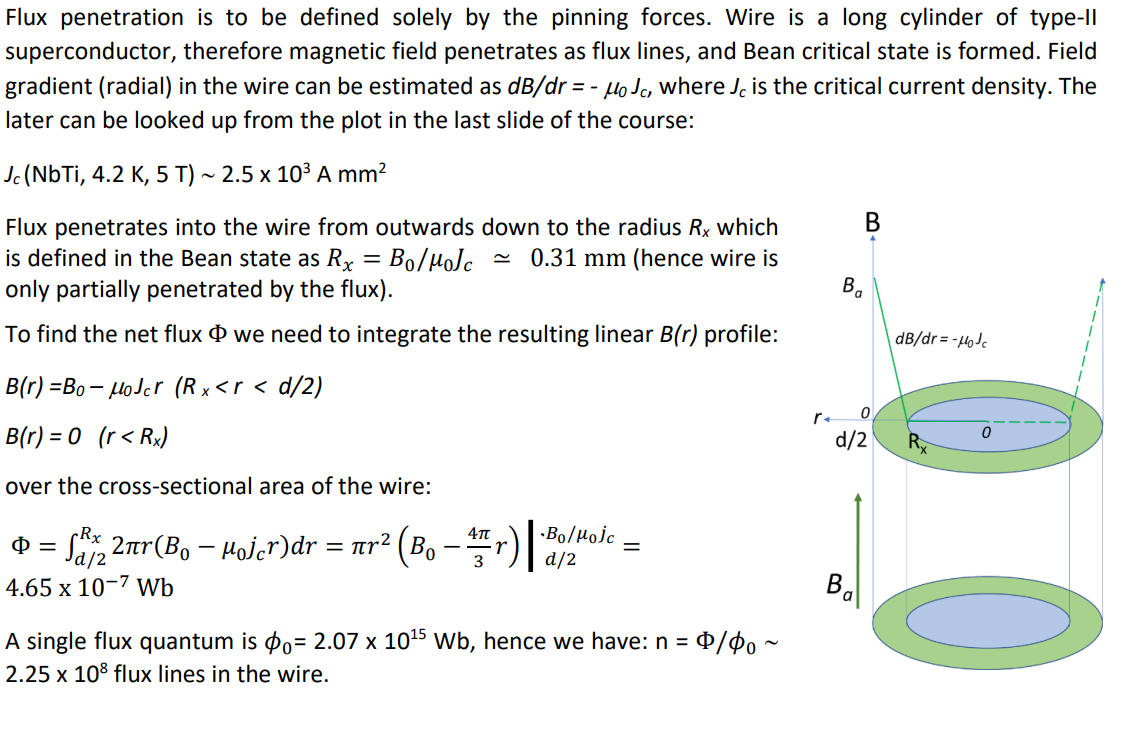 Flux penetration is to be defined solely by the pinning forces. Wire is a long cylinder of type-II
superconductor, therefore magnetic field penetrates as flux lines, and Bean critical state is formed. Field
gradient (radial) in the wire can be estimated as dB/dr = - μ₀ Jc, where Jc is the critical current density. The
later can be looked up from the plot in the last slide of the course:
Jc (NbTi, 4.2 K, 5 T) ~ 2.5 x 10³ A mm²
Flux penetrates into the wire from outwards down to the radius Rₓ which
is defined in the Bean state as Rₓ = B₀/μ₀Jc ≃ 0.31 mm (hence wire is
only partially penetrated by the flux).
To find the net flux Φ we need to integrate the resulting linear B(r) profile:
B(r) =B₀ – μ₀Jcr (R ₓ < r < d/2)
B(r) = 0 (r < Rₓ)
over the cross-sectional area of the wire:
Φ = ∫_{d/2}^{Rₓ} 2πr(B₀ − μ₀jcr)dr = πr² (B₀ − 4π/3 r)|_{d/2}^{·B₀/μ₀jc} =
4.65 x 10⁻⁷ Wb
A single flux quantum is ϕ₀= 2.07 x 10¹⁵ Wb, hence we have: n = Φ/ϕ₀ ~
2.25 x 10⁸ flux lines in the wire.
B
Bₐ
dB/dr = -μ₀Jc
r
0
d/2
Rₓ
0
Bₐ